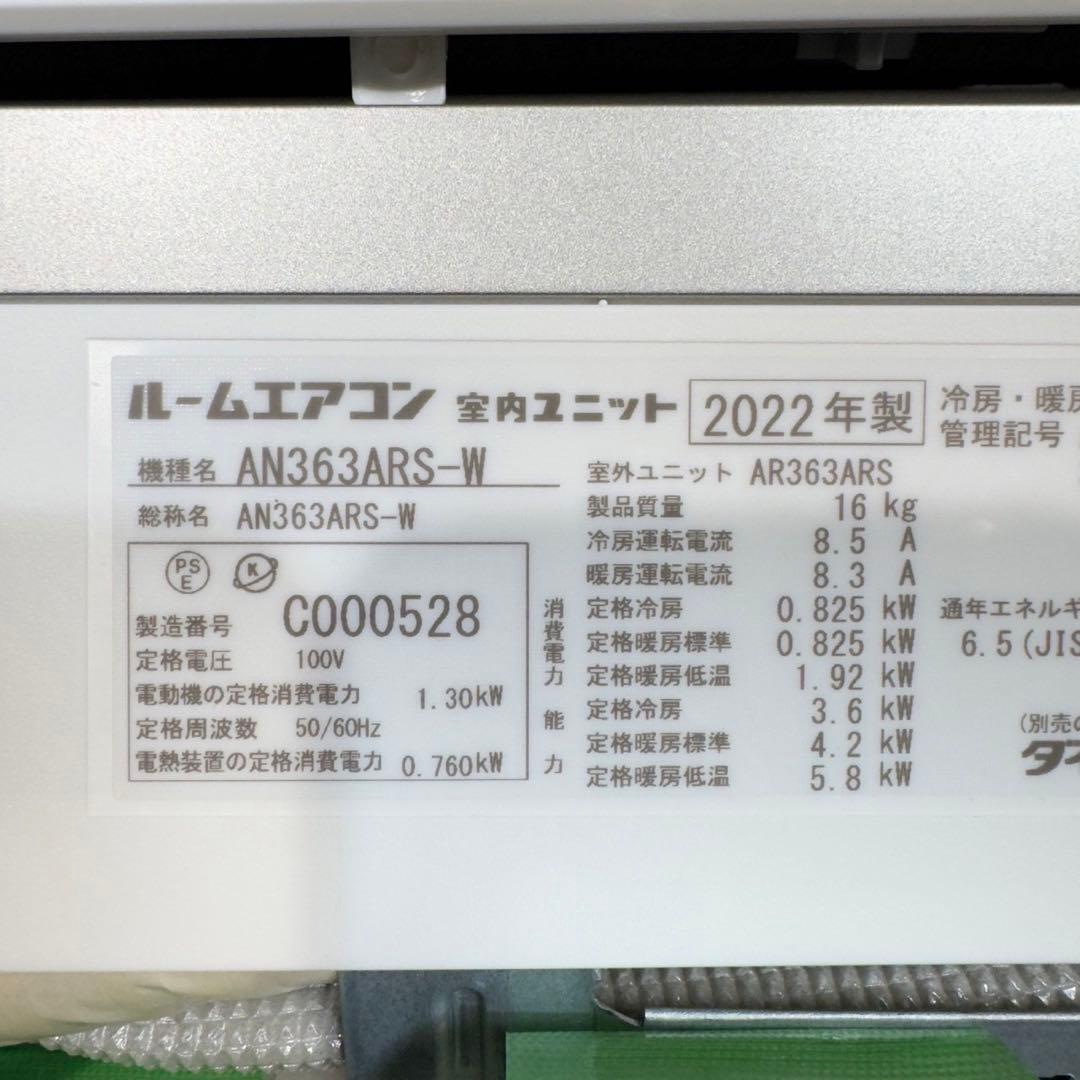 ルームエアコン 室内ユニット 2022年製
冷房・暖房
管理記号
機種名 AN363ARS-W
総称名 AN363ARS-W
PS
E
K
製造番号 C000528
定格電圧 100V
電動機の定格消費電力 1.30kW
定格周波数 50/60Hz
電熱装置の定格消費電力 0.760kW
室外ユニット AR363ARS
製品質量 16 kg
冷房運転電流 8.5 A
暖房運転電流 8.3 A
消費電力
定格冷房 0.825 kW
定格暖房標準 0.825 kW
定格暖房低温 1.92 kW
能力
定格冷房 3.6 kW
定格暖房標準 4.2 kW
定格暖房低温 5.8 kW
通年エネルギ
6.5(JIS
(別売の